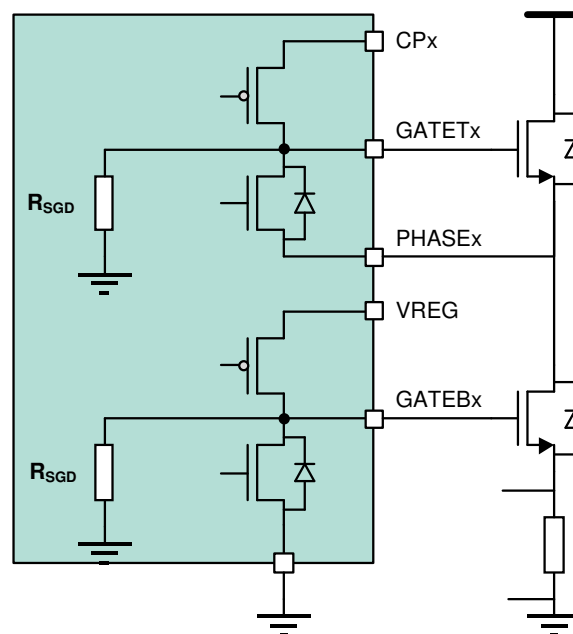 CPx
GATETx
RSGD
PHASEx
VREG
GATEBx
RSGD